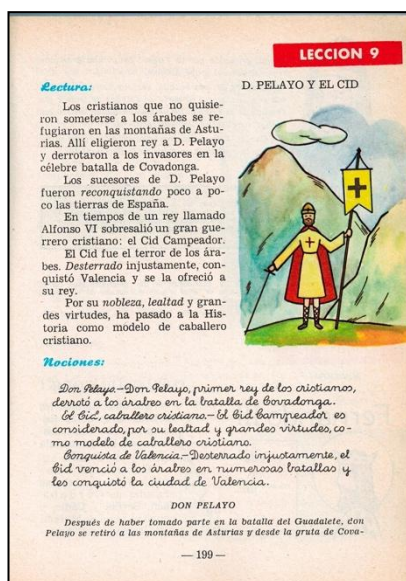 LECCION 9
Lectura:
D. PELAYO Y EL CID
Los cristianos que no quisie-
ron someterse a los árabes se re-
fugiaron en las montañas de Astu-
rias. Allí eligieron rey a D. Pelayo
y derrotaron a los invasores en la
célebre batalla de Covadonga.
Los sucesores de D. Pelayo
fueron reconquistando poco a po-
co las tierras de España.
En tiempos de un rey llamado
Alfonso VI sobresalió un gran gue-
rrero cristiano: el Cid Campeador.
El Cid fue el terror de los ára-
bes. Desterrado injustamente, con-
quistó Valencia y se la ofreció a
su rey.
Por su nobleza, lealtad y gran-
des virtudes, ha pasado a la His-
toria como modelo de caballero
cristiano.
Nociones:
Don Pelayo.—Don Pelayo, primer rey de los cristianos,
derrotó a los árabes en la batalla de Covadonga.
El Cid, caballero cristiano.—El Cid Campeador es
considerado, por su lealtad y grandes virtudes, co-
mo modelo de caballero cristiano.
Conquista de Valencia.—Desterrado injustamente, el
Cid venció a los árabes en numerosas batallas y
les conquistó la ciudad de Valencia.
DON PELAYO
Después de haber tomado parte en la batalla del Guadalete, don
Pelayo se retiró a las montañas de Asturias y desde la gruta de Cova-
— 199 —